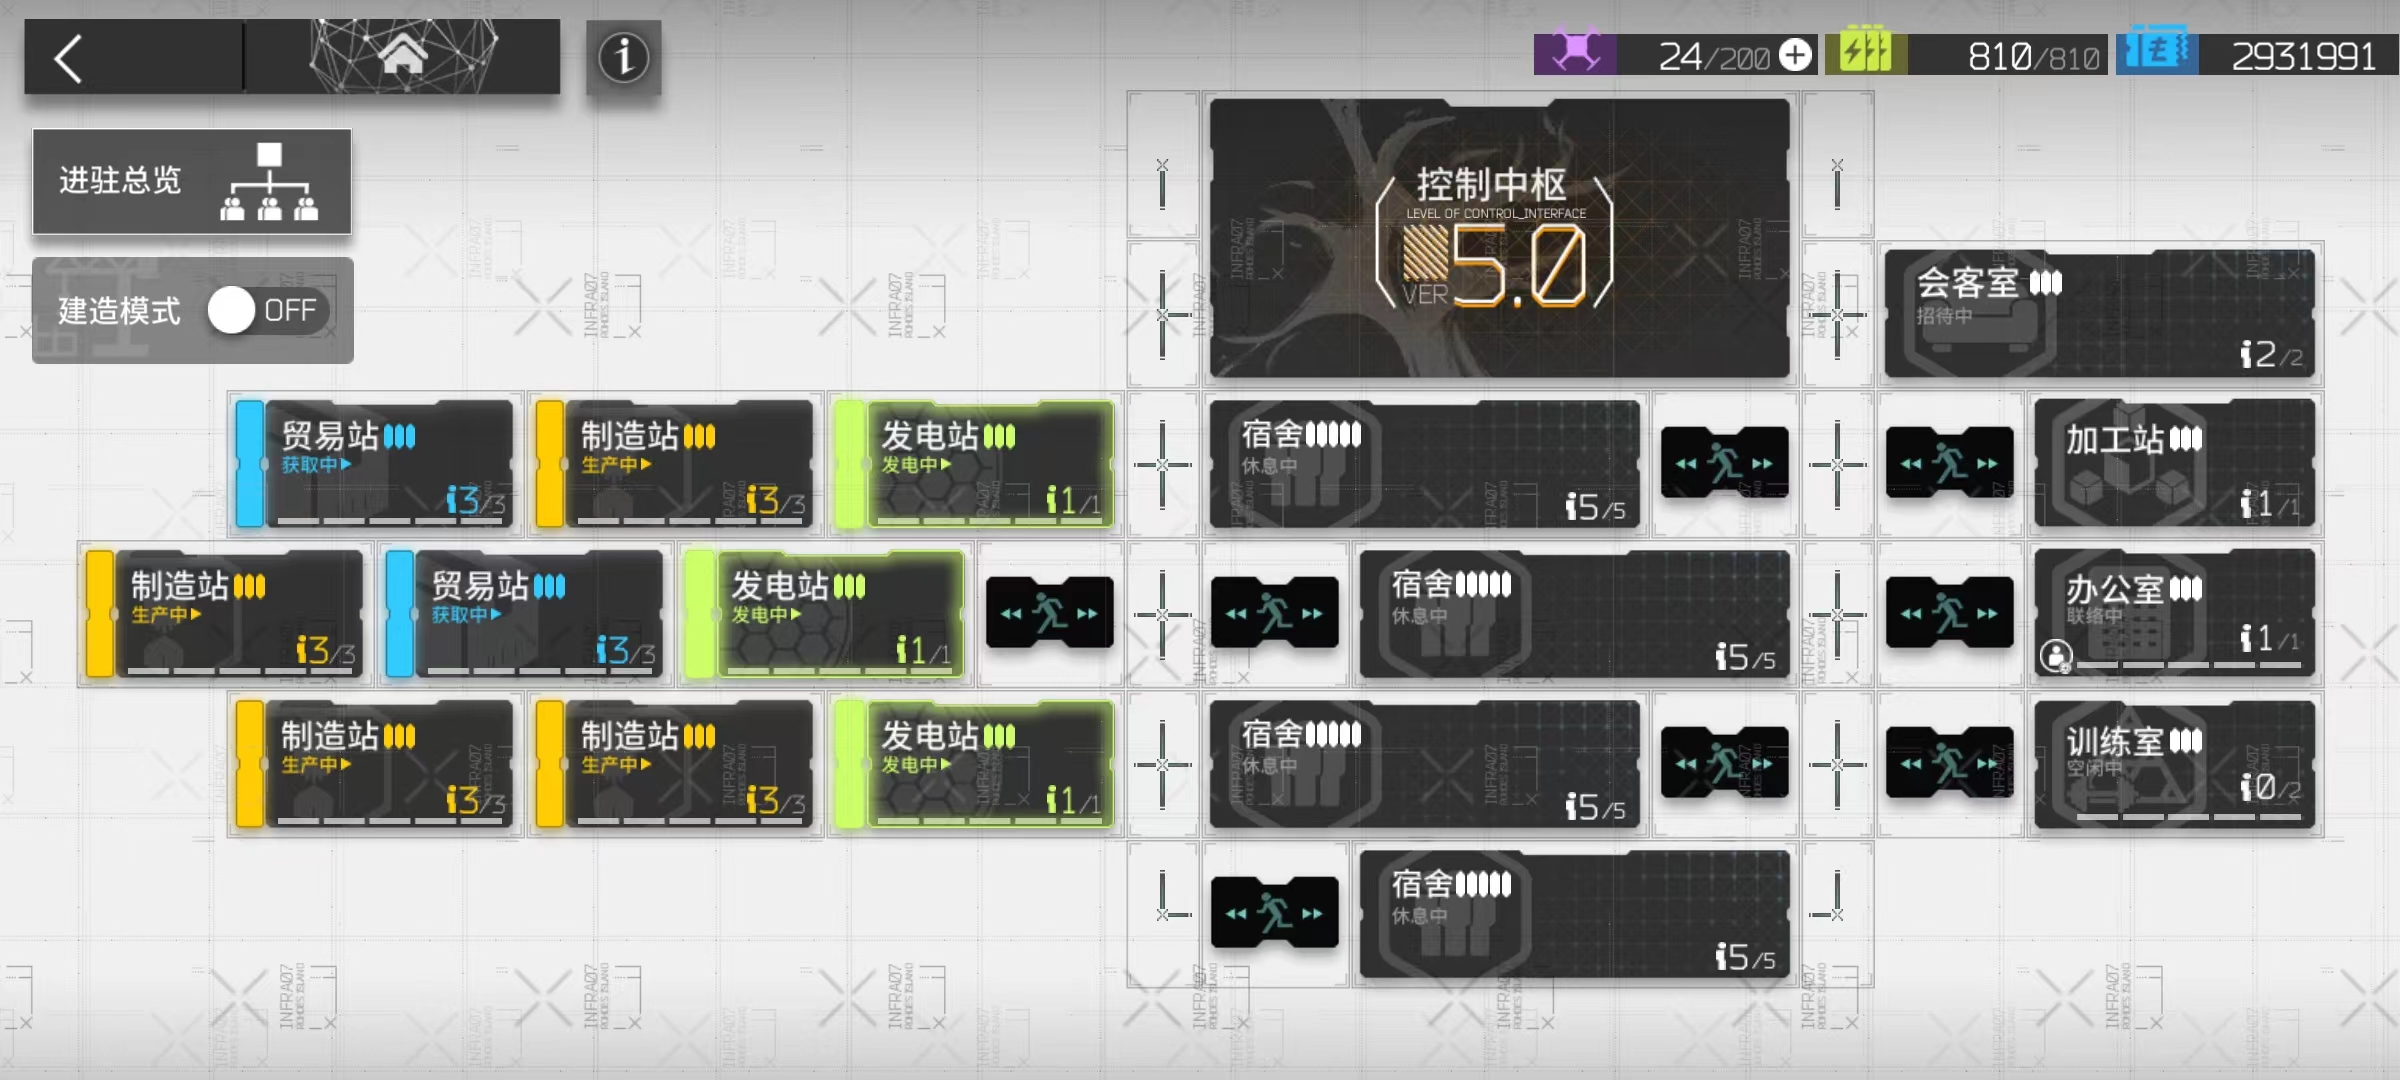 24/200
810/810
2931991
进驻总览
建造模式 OFF
控制中枢
LEVEL OF CONTROL_INTERFACE
VER 5.0
会客室
招待中
2/2
贸易站
获取中
3/3
制造站
生产中
3/3
发电站
发电中
1/1
宿舍
休息中
5/5
加工站
1/1
制造站
生产中
3/3
贸易站
获取中
3/3
发电站
发电中
1/1
宿舍
休息中
5/5
办公室
联络中
1/1
制造站
生产中
3/3
制造站
生产中
3/3
发电站
发电中
1/1
宿舍
休息中
5/5
训练室
空闲中
0/2
宿舍
休息中
5/5
INFRA07
RHODES ISLAND